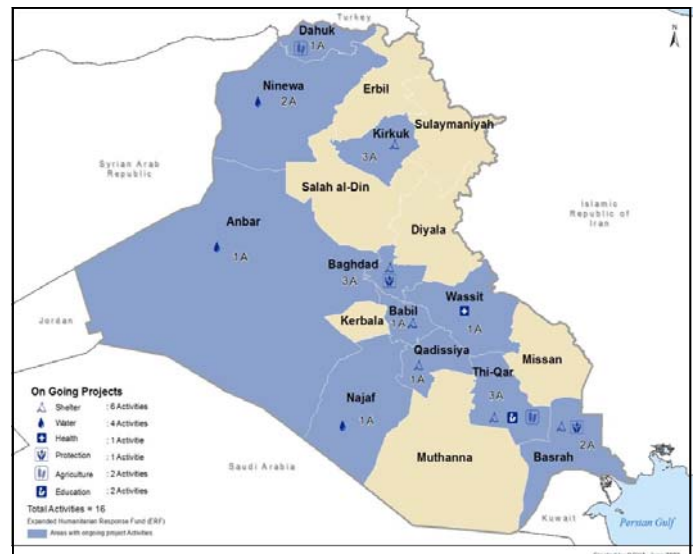 Turkey
N
Dahuk
1A
Ninewa
2A
Erbil
Sulaymaniyah
Kirkuk
3A
Syrian Arab
Republic
Salah al-Din
Islamic
Republic of
Iran
Anbar
1A
Diyala
Baghdad
3A
Wassit
1A
Babil
1A
Jordan
Kerbala
Qadissiya
1A
Missan
Thi-Qar
3A
Najaf
1A
2A
Basrah
Muthanna
Saudi Arabia
Kuwait
Persian Gulf
On Going Projects
Shelter : 6 Activities
Water : 4 Activities
Health : 1 Activitie
Protection : 1 Activitie
Agriculture : 2 Activities
Education : 2 Activities
Total Activities = 16
Expanded Humanitarian Response Fund (ERF)
Areas with ongoing project Activities